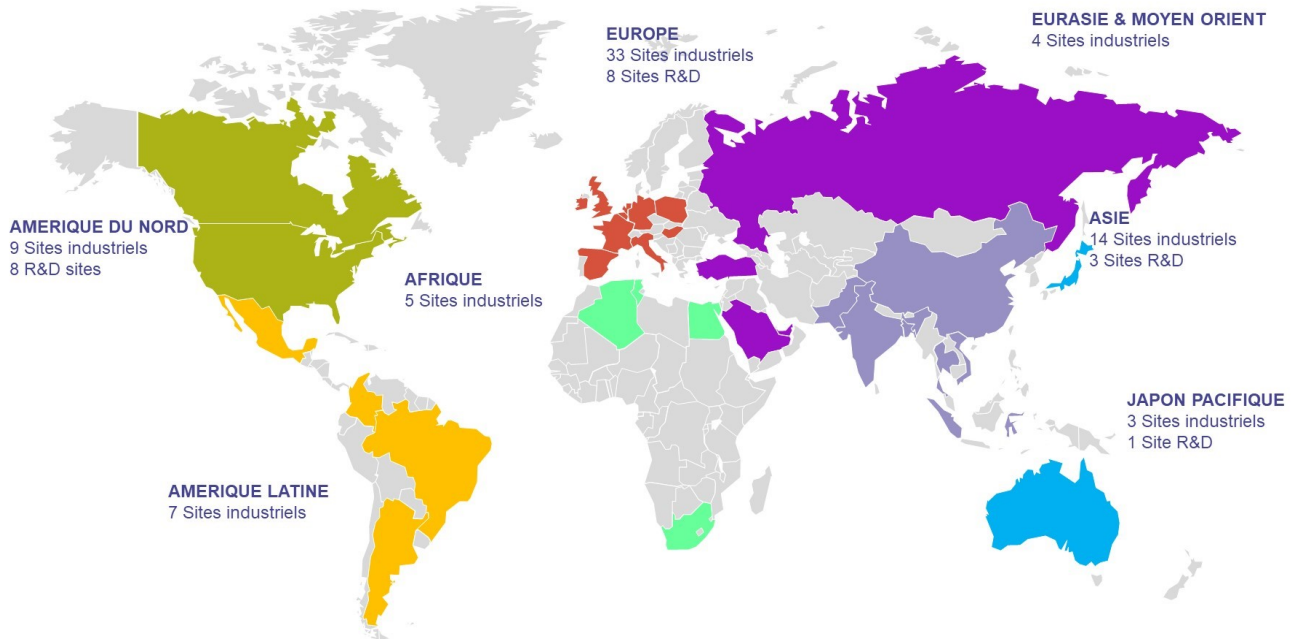 EUROPE
33 Sites industriels
8 Sites R&D
EURASIE & MOYEN ORIENT
4 Sites industriels
AMERIQUE DU NORD
9 Sites industriels
8 R&D sites
AFRIQUE
5 Sites industriels
ASIE
14 Sites industriels
3 Sites R&D
JAPON PACIFIQUE
3 Sites industriels
1 Site R&D
AMERIQUE LATINE
7 Sites industriels